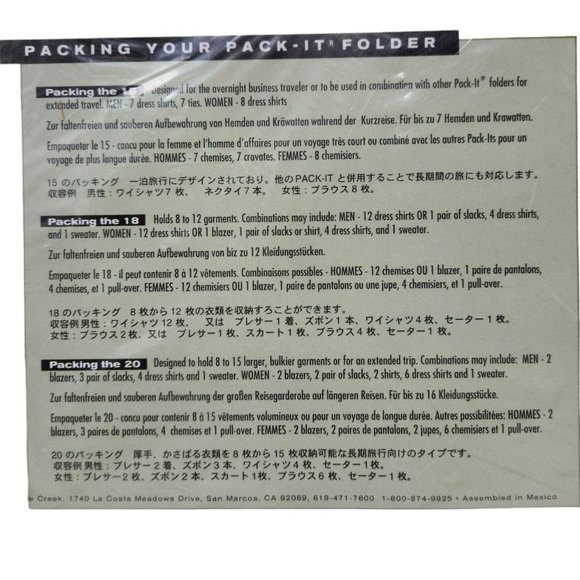 PACKING YOUR PACK-IT® FOLDER
Packing the 15 Designed for the overnight business traveler or to be used in combination with other Pack-It® folders for
extended travel. MEN - 7 dress shirts, 7 ties. WOMEN - 8 dress shirts
Zur faltenfreien und sauberen Aufbewahrung von Hemden und Kräwatten während der Kurzreise. Für bis zu 7 Hemden und Krawatten.
Empaqueter le 15 - concu pour la femme et l'homme d'affaires pour un voyage très court ou combiné avec les autres Pack-Its pour un
voyage de plus longue durée. HOMMES - 7 chemises, 7 cravates. FEMMES - 8 chemisiers.
15 のパッキング 一泊旅行にデザインされており。他のPACK-IT と併用することで長期間の旅にも対応します。
収容例 男性：ワイシャツ７枚、 ネクタイ７本。 女性：ブラウス８枚。
Packing the 18 Holds 8 to 12 garments. Combinations may include: MEN - 12 dress shirts OR 1 pair of slacks, 4 dress shirts,
and 1 sweater. WOMEN - 12 dress shirts OR 1 blazer, 1 pair of slacks or shirt, 4 dress shirts, and 1 sweater.
Zur faltenfreien und sauberen Aufbewahrung von bis zu 12 Kleidungsstücken.
Empaqueter le 18 - il peut contenir 8 à 12 vêtements. Combinaisons possibles - HOMMES - 12 chemises OU 1 blazer, 1 paire de pantalons,
4 chemises, et 1 pull-over. FEMMES - 12 chemisiers OU 1 blazer, 1 paire de pantalons ou une jupe, 4 chemisiers, et 1 pull-over.
18 のパッキング ８枚から 12 枚の衣類を収納することができます。
収容例男性：ワイシャツ 12枚、 又は ブレザー１着、ズボン１本、ワイシャツ４枚、セーター１枚。
女性：ブラウス２枚、又は ブレザー１枚、スカート１枚、ブラウス４枚、セーター１枚。
Packing the 20 Designed to hold 8 to 15 larger, bulkier garments or for an extended trip. Combinations may include: MEN - 2
blazers, 3 pair of slacks, 4 dress shirts and 1 sweater. WOMEN - 2 blazers, 2 pair of slacks, 2 shirts, 6 dress shirts and 1 sweater.
Zur faltenfreien und sauberen Aufbewahrung der großen Reisegarderobe auf längeren Reisen. Für bis zu 16 Kleidungsstücke.
Empaqueter le 20 - concu pour contenir 8 à 15 vêtements volumineux ou pour un voyage de longue durée. Autres possibilitées: HOMMES - 2
blazers, 3 paires de pantalons, 4 chemises et 1 pull-over. FEMMES - 2 blazers, 2 paires de pantalons, 2 jupes, 6 chemisiers et 1 pull-over.
20 のパッキング 厚手、かさばる衣類を８枚から 15 枚収納可能な長期旅行向けのタイプです。
収容例男性：ブレザー２着、ズボン３本、ワイシャツ４枚、セーター１枚。
女性：ブレザー２枚、ズボン２本、スカート１枚、ブラウス６枚、セーター１枚。
le Creek, 1740 La Costa Meadows Drive, San Marcos, CA 92069, 619-471-7600 1-800-874-9925 • Assembled in Mexico